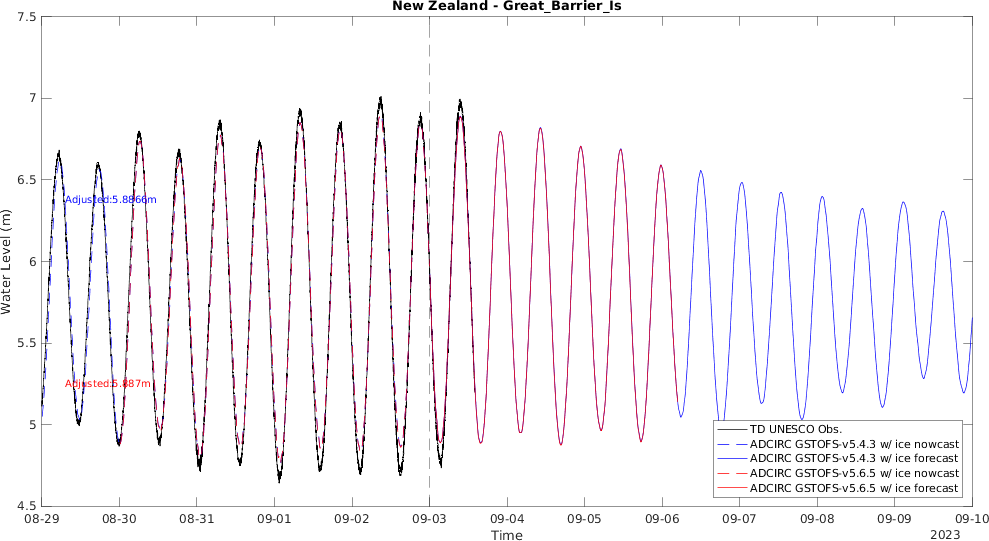 New Zealand - Great_Barrier_Is
7.5
7
6.5
6
5.5
5
4.5
Water Level (m)
Adjusted:5.8866m
Adjusted:5.887m
TD UNESCO Obs.
ADCIRC GSTOFS-v5.4.3 w/ ice nowcast
ADCIRC GSTOFS-v5.4.3 w/ ice forecast
ADCIRC GSTOFS-v5.6.5 w/ ice nowcast
ADCIRC GSTOFS-v5.6.5 w/ ice forecast
08-29 08-30 08-31 09-01 09-02 09-03 09-04 09-05 09-06 09-07 09-08 09-09 09-10
Time
2023